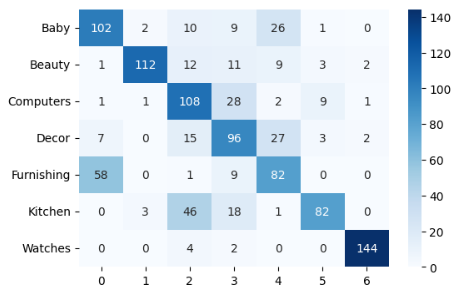 Baby 102 2 10 9 26 1 0
Beauty 1 112 12 11 9 3 2
Computers 1 1 108 28 2 9 1
Decor 7 0 15 96 27 3 2
Furnishing 58 0 1 9 82 0 0
Kitchen 0 3 46 18 1 82 0
Watches 0 0 4 2 0 0 144
0 1 2 3 4 5 6
140
120
100
80
60
40
20
0